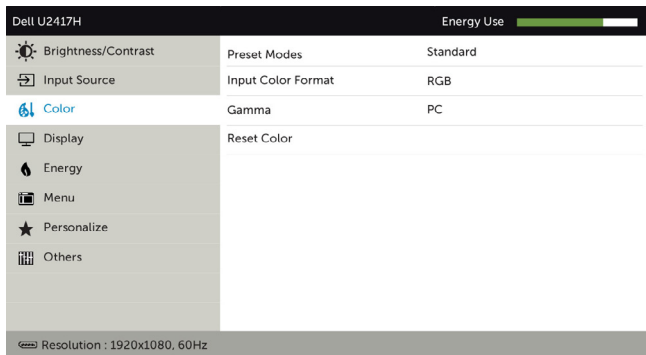 Dell U2417H Energy Use
Brightness/Contrast
Input Source
Color
Display
Energy
Menu
Personalize
Others
Preset Modes Standard
Input Color Format RGB
Gamma PC
Reset Color
Resolution : 1920x1080, 60Hz